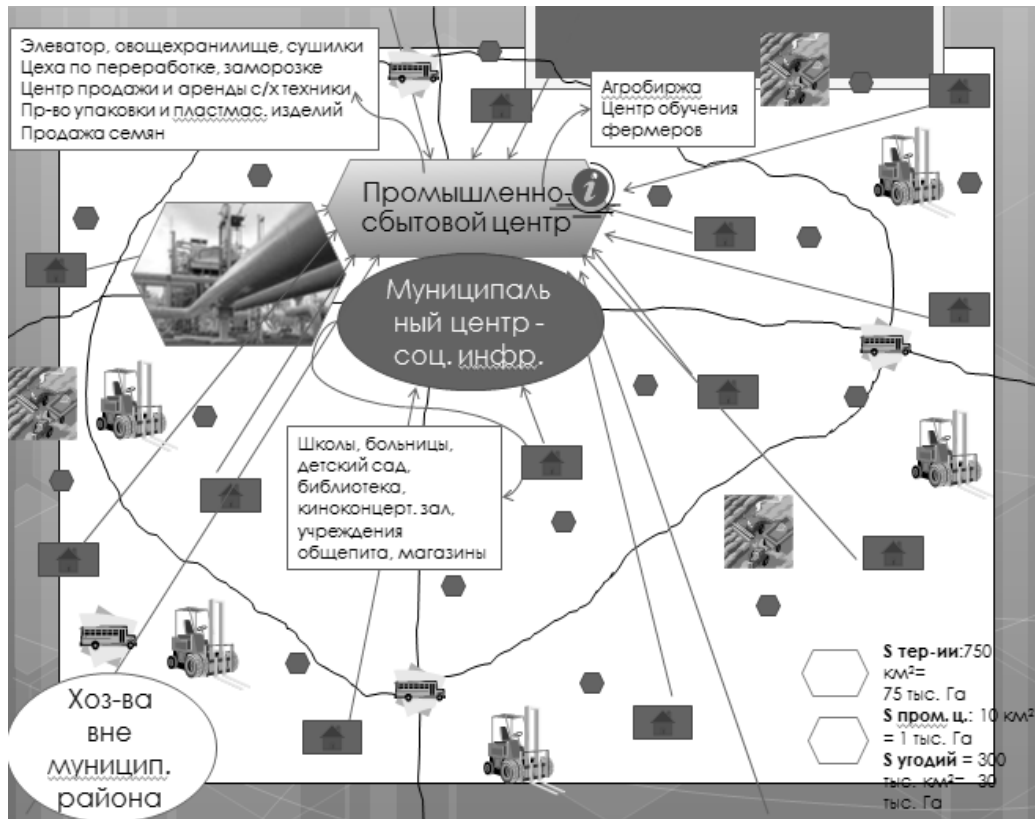 Элеватор, овощехранилище, сушилки
Цеха по переработке, заморозке
Центр продажи и аренды с/х техники
Пр-во упаковки и пластмас. изделий
Продажа семян
Агробиржа
Центр обучения
фермеров
Промышленно-
сбытовой центр
i
Муниципаль
ный центр -
соц. инфр.
Школы, больницы,
детский сад,
библиотека,
киноконцерт. зал,
учреждения
общепита, магазины
Хоз-ва
вне
муницип.
района
S тер-ии:750
км²=
75 тыс. Га
S пром. ц.: 10 км²
= 1 тыс. Га
S угодий = 300
тыс. км²= 30
тыс. Га